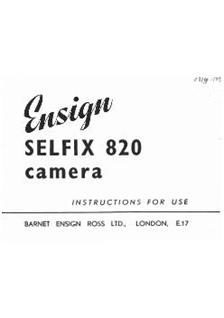 Ensign
SELFIX 820
camera
INSTRUCTIONS FOR USE
BARNET ENSIGN ROSS LTD., LONDON, E.17